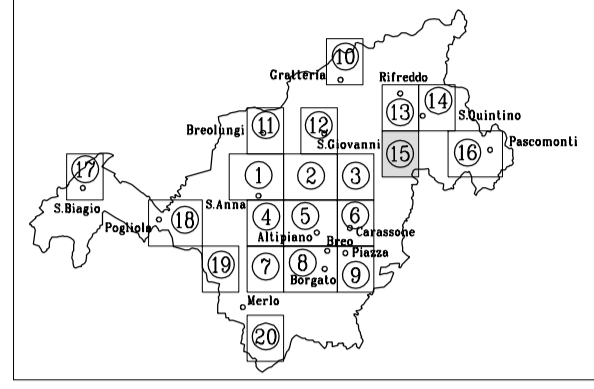 10
Gratteria
Rifreddo
14
13
S.Quintino
Breolungi
11
12
S.Giovanni
Pascomonti
15
16
17
1
2
3
S.Biagio
S.Anna
Pogliola
18
4
5
6
Altipiano
Carassone
Breo
19
7
8
Piazza
Borgato
9
Merlo
20